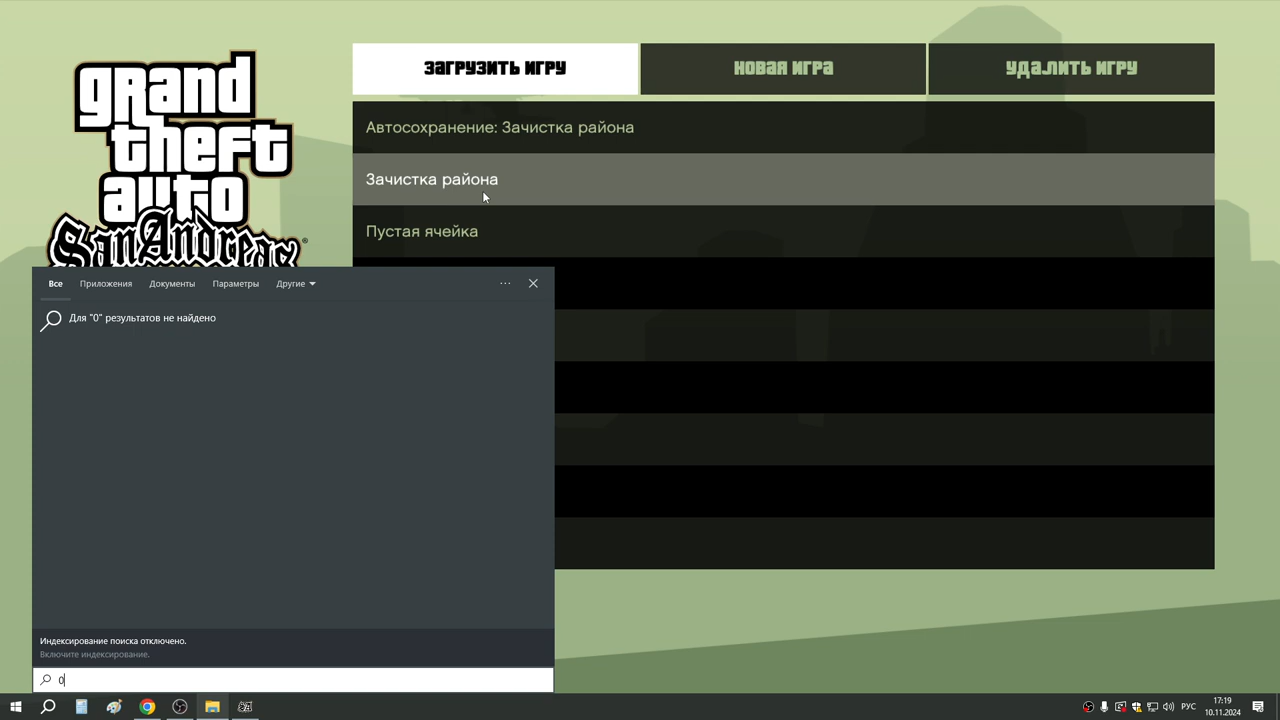 grand
theft
auto
San Andreas
ЗАГРУЗИТЬ ИГРУ
НОВАЯ ИГРА
УДАЛИТЬ ИГРУ
Автосохранение: Зачистка района
Зачистка района
Пустая ячейка
Все
Приложения
Документы
Параметры
Другие
Для "0" результатов не найдено
Индексирование поиска отключено.
Включите индексирование.
0
РУС
17:19
10.11.2024